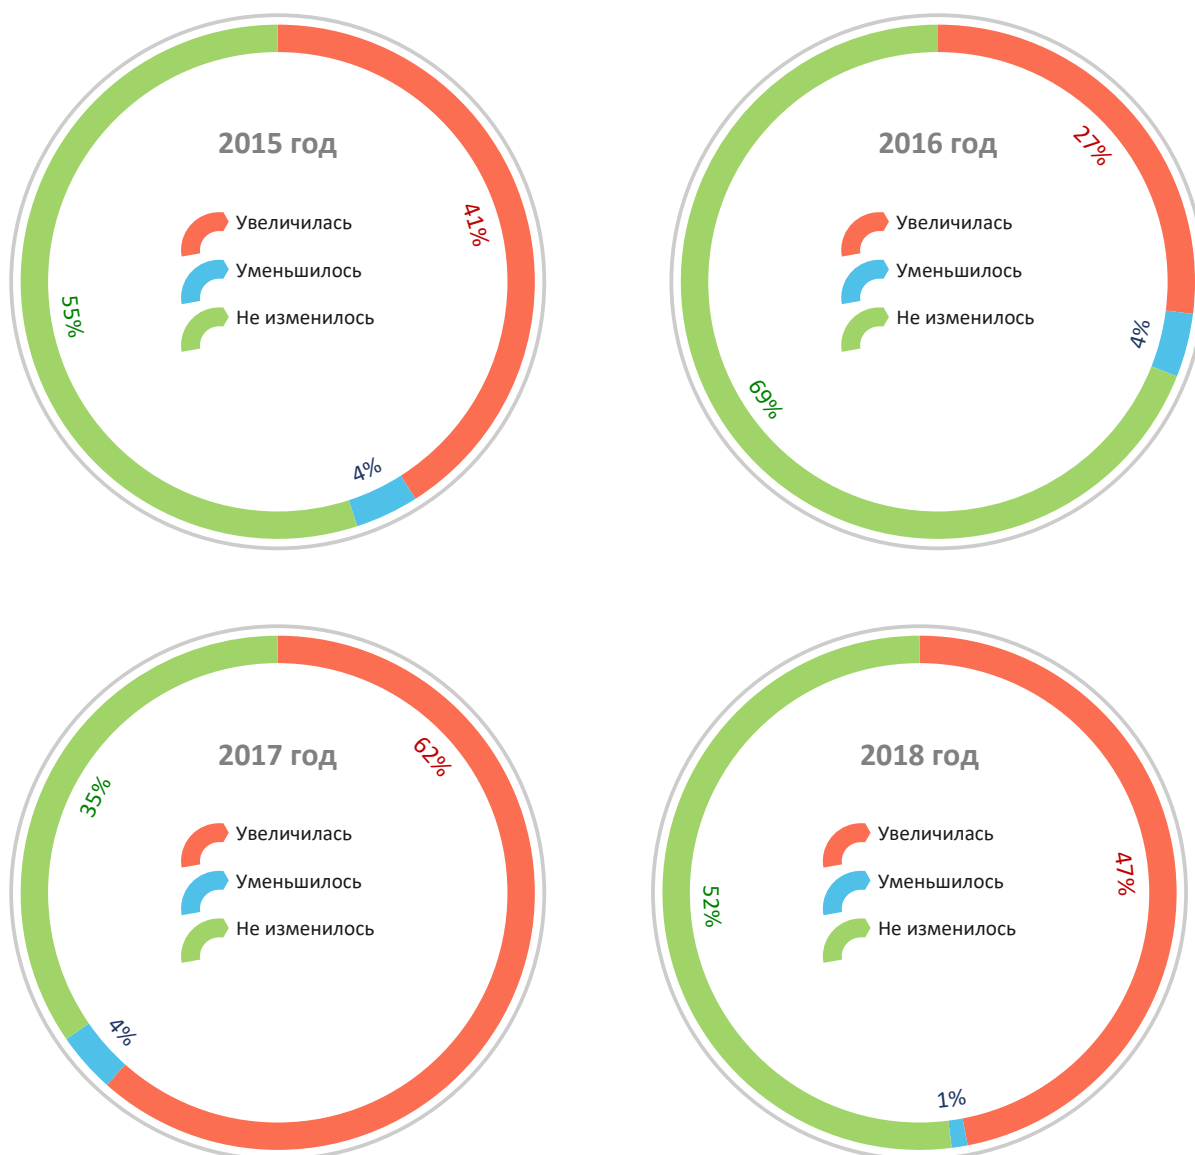 2015 год
41%
Увеличилась
Уменьшилось
Не изменилось
55%
4%
2016 год
27%
Увеличилась
Уменьшилось
Не изменилось
4%
69%
2017 год
62%
35%
Увеличилась
Уменьшилось
Не изменилось
4%
2018 год
47%
Увеличилась
Уменьшилось
Не изменилось
52%
1%